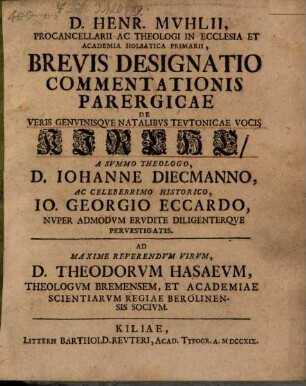 D. HENR. MVHLII,
PROCANCELLARII AC THEOLOGI IN ECCLESIA ET
ACADEMIA HOLSATICA PRIMARII,
BREVIS DESIGNATIO
COMMENTATIONIS
PARERGICAE
DE
VERIS GENVINISQVE NATALIBVS TEVTONICAE VOCIS
KIRCHE/
A SVMMO THEOLOGO,
D. IOHANNE DIECMANNO,
AC CELEBERRIMO HISTORICO,
IO. GEORGIO ECCARDO,
NVPER ADMODVM ERVDITE DILIGENTERQVE
PERVESTIGATIS.
AD
MAXIME REVERENDVM VIRVM,
D. THEODORVM HASAEVM,
THEOLOGVM BREMENSEM, ET ACADEMIAE
SCIENTIARVM REGIAE BEROLINEN-
SIS SOCIVM.
KILIAE,
LITTERIS BARTHOLD. REVTERI, ACAD. TYPOGR. A. MDCCXIX.